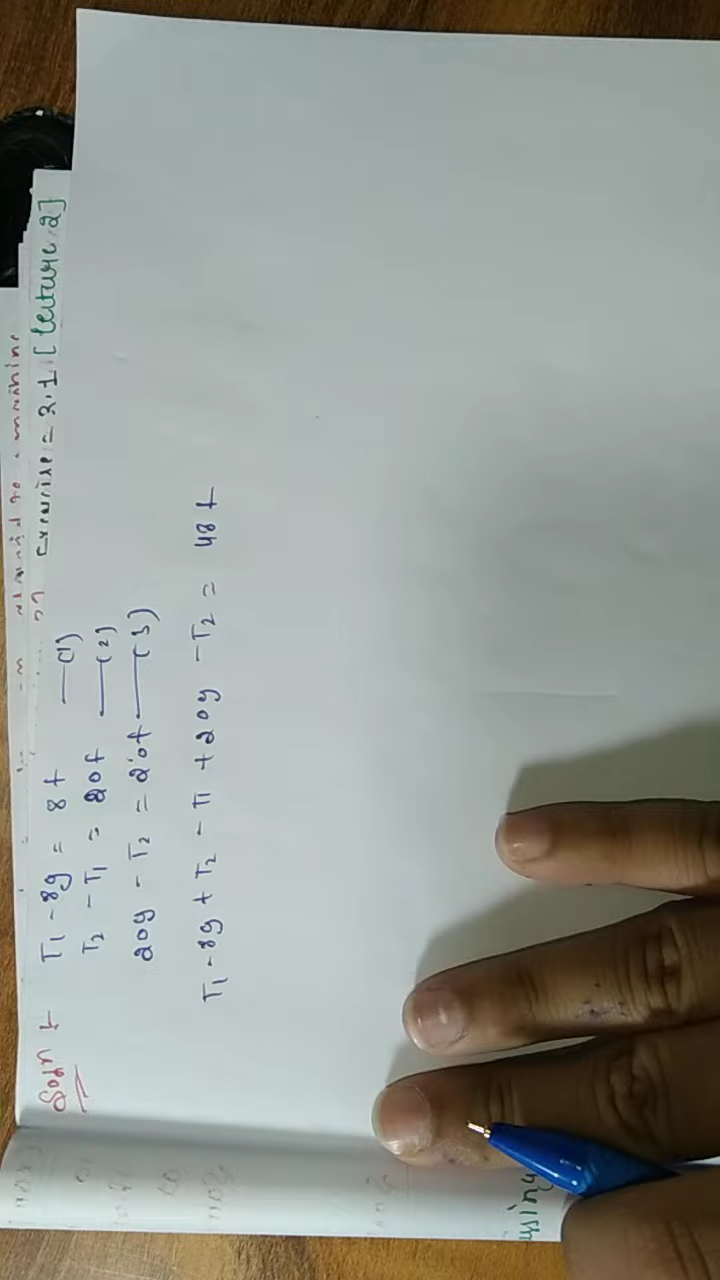 Exercise = 3.1 [lecture 2]
Soln :
T1 - 8g = 8f —(1)
T2 - T1 = 20f —(2)
20g - T2 = 20f —(3)
T1 - 8g + T2 - T1 + 20g - T2 = 48f